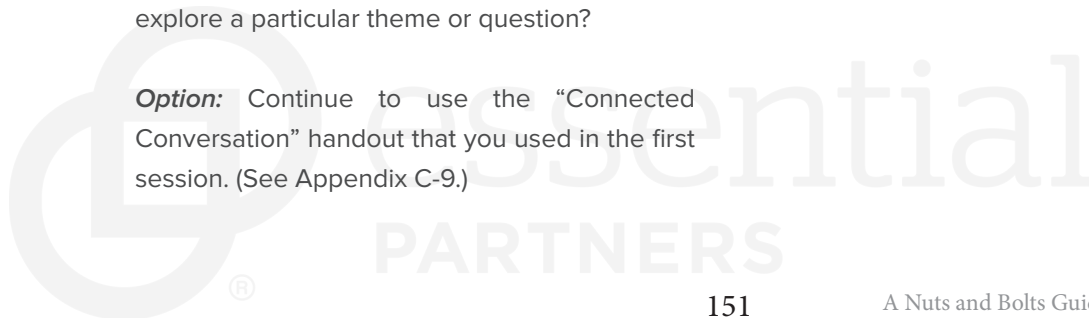 explore a particular theme or question?
Option: Continue to use the “Connected
Conversation” handout that you used in the first
session. (See Appendix C-9.)
essential
PARTNERS
®
151
A Nuts and Bolts